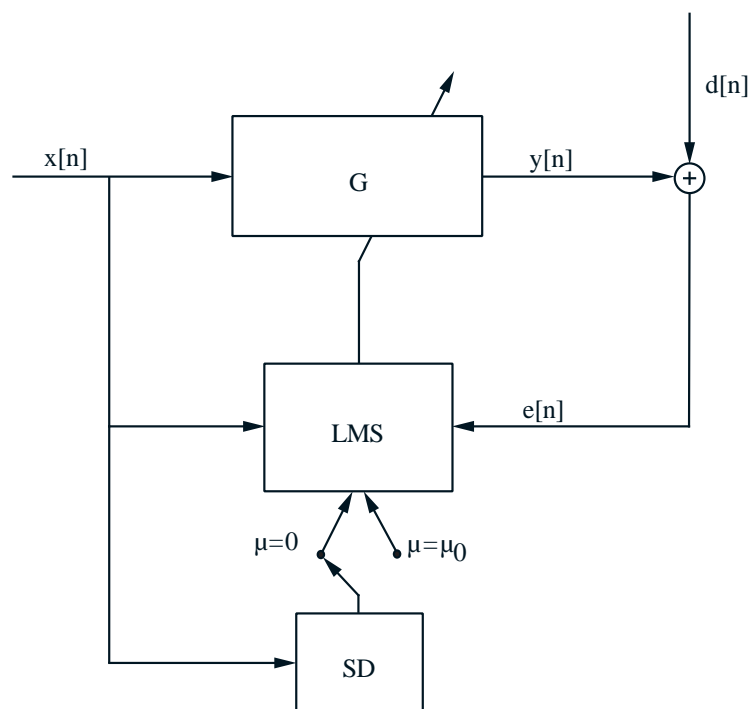 d[n]
x[n]
G
y[n]
+
LMS
e[n]
μ=0
μ=μ0
SD